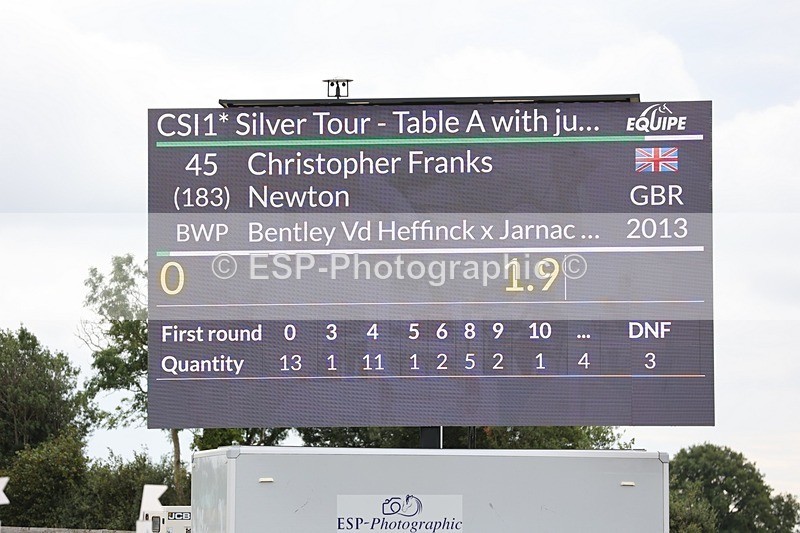 CSI1* Silver Tour - Table A with ju... EQUIPE
45 Christopher Franks
(183) Newton GBR
BWP Bentley Vd Heffinck x Jarnac ... 2013
© ESP-Photographic ©
0 1.9
First round 0 3 4 5 6 8 9 10 ... DNF
Quantity 13 1 11 1 2 5 2 1 4 3
JCB
ESP-Photographic